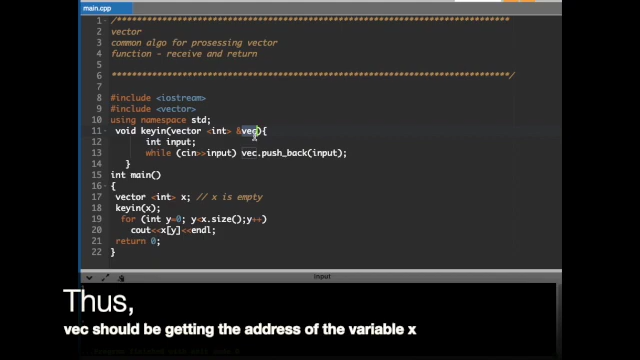 main.cpp
1 /**********************************************************************
2 vector
3 common algo for prosessing vector
4 function - receive and return
5
6 **********************************************************************/
7
8 #include <iostream>
9 #include <vector>
10 using namespace std;
11 void keyin(vector <int> &vec){
12 int input;
13 while (cin>>input) vec.push_back(input);
14 }
15 int main()
16 {
17 vector <int> x; // x is empty
18 keyin(x);
19 for (int y=0; y<x.size();y++)
20 cout<<x[y]<<endl;
21 return 0;
22 }
input
Thus,
vec should be getting the address of the variable x